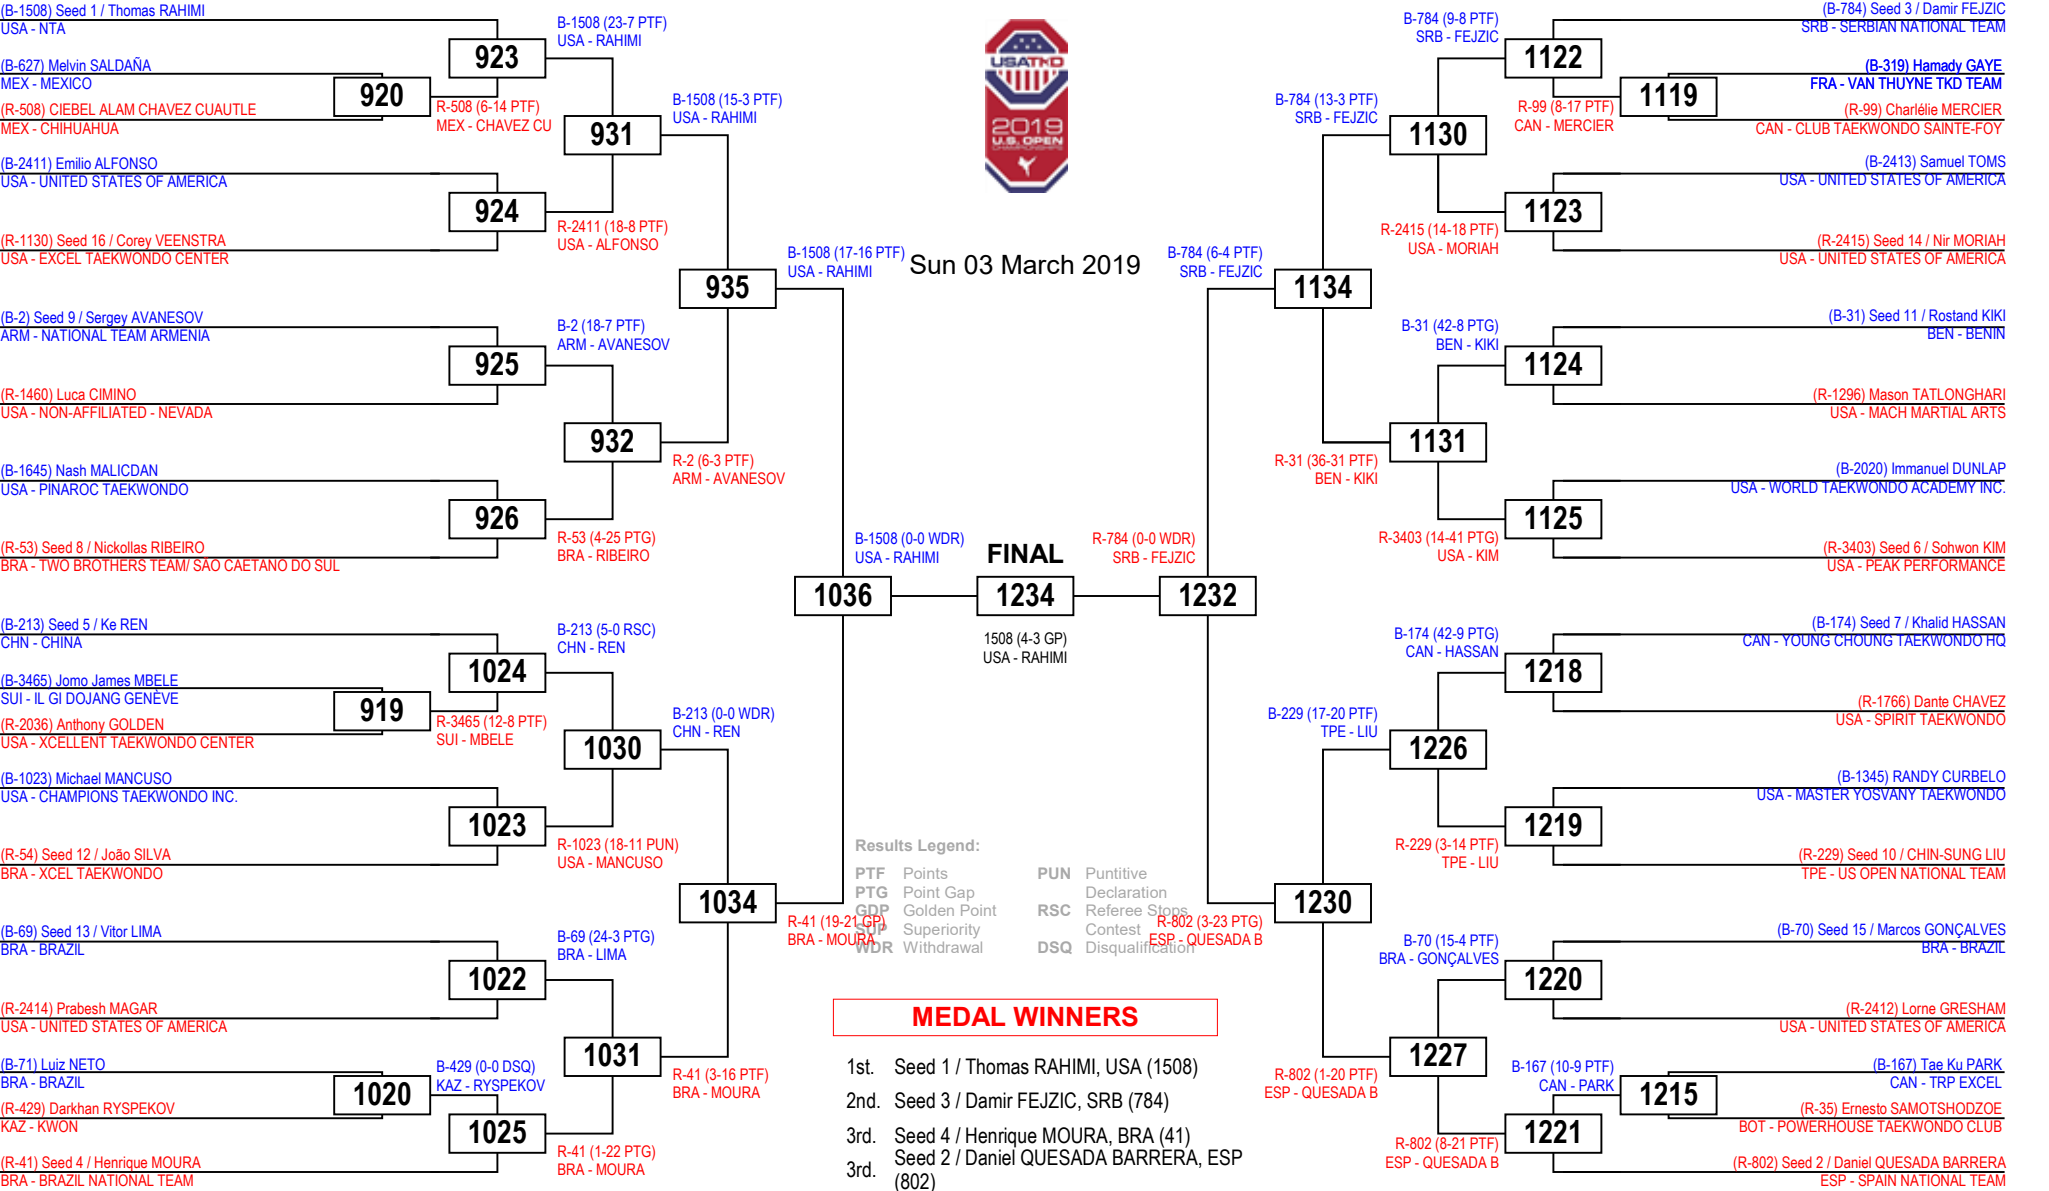 (B-1508) Seed 1 / Thomas RAHIMI
USA - NTA
(B-627) Melvin SALDAÑA
MEX - MEXICO
(R-508) CIEBEL ALAM CHAVEZ CUAUTLE
MEX - CHIHUAHUA
(B-2411) Emilio ALFONSO
USA - UNITED STATES OF AMERICA
(R-1130) Seed 16 / Corey VEENSTRA
USA - EXCEL TAEKWONDO CENTER
(B-2) Seed 9 / Sergey AVANESOV
ARM - NATIONAL TEAM ARMENIA
(R-1460) Luca CIMINO
USA - NON-AFFILIATED - NEVADA
(B-1645) Nash MALICDAN
USA - PINAROC TAEKWONDO
(R-53) Seed 8 / Nickollas RIBEIRO
BRA - TWO BROTHERS TEAM/ SAO CAETANO DO SUL
(B-213) Seed 5 / Ke REN
CHN - CHINA
(B-3465) Jomo James MBELE
SUI - IL GI DOJANG GENÈVE
(R-2036) Anthony GOLDEN
USA - XCELLENT TAEKWONDO CENTER
(B-1023) Michael MANCUSO
USA - CHAMPIONS TAEKWONDO INC.
(R-54) Seed 12 / João SILVA
BRA - XCEL TAEKWONDO
(B-69) Seed 13 / Vitor LIMA
BRA - BRAZIL
(R-2414) Prabesh MAGAR
USA - UNITED STATES OF AMERICA
(B-71) Luiz NETO
BRA - BRAZIL
(R-429) Darkhan RYSPEKOV
KAZ - KWON
(R-41) Seed 4 / Henrique MOURA
BRA - BRAZIL NATIONAL TEAM
920
R-508 (6-14 PTF)
MEX - CHAVEZ CU
919
R-3465 (12-8 PTF)
SUI - MBELE
1020
B-429 (0-0 DSQ)
KAZ - RYSPEKOV
923
B-1508 (23-7 PTF)
USA - RAHIMI
924
R-2411 (18-8 PTF)
USA - ALFONSO
925
B-2 (18-7 PTF)
ARM - AVANESOV
926
R-53 (4-25 PTG)
BRA - RIBEIRO
1024
B-213 (5-0 RSC)
CHN - REN
1023
R-1023 (18-11 PUN)
USA - MANCUSO
1022
B-69 (24-3 PTG)
BRA - LIMA
1025
R-41 (1-22 PTG)
BRA - MOURA
931
B-1508 (15-3 PTF)
USA - RAHIMI
932
R-2 (6-3 PTF)
ARM - AVANESOV
1030
B-213 (0-0 WDR)
CHN - REN
1031
R-41 (3-16 PTF)
BRA - MOURA
935
B-1508 (17-16 PTF)
USA - RAHIMI
1034
R-41 (19-21 GP)
BRA - MOURA
1036
B-1508 (0-0 WDR)
USA - RAHIMI
USATKD
2019
U.S. OPEN
CHAMPIONSHIPS
Sun 03 March 2019
FINAL
1234
1508 (4-3 GP)
USA - RAHIMI
Results Legend:
PTF Points
PTG Point Gap
GDP Golden Point
SUP Superiority
WDR Withdrawal
PUN Puntitive
Declaration
RSC Referee Stops
Contest
DSQ Disqualification
MEDAL WINNERS
1st. Seed 1 / Thomas RAHIMI, USA (1508)
2nd. Seed 3 / Damir FEJZIC, SRB (784)
3rd. Seed 4 / Henrique MOURA, BRA (41)
3rd. Seed 2 / Daniel QUESADA BARRERA, ESP
(802)
R-784 (0-0 WDR)
SRB - FEJZIC
1232
B-784 (6-4 PTF)
SRB - FEJZIC
1134
R-802 (3-23 PTG)
ESP - QUESADA B
1230
B-784 (13-3 PTF)
SRB - FEJZIC
1130
R-31 (36-31 PTF)
BEN - KIKI
1131
B-229 (17-20 PTF)
TPE - LIU
1226
R-802 (1-20 PTF)
ESP - QUESADA B
1227
B-784 (9-8 PTF)
SRB - FEJZIC
1122
R-2415 (14-18 PTF)
USA - MORIAH
1123
B-31 (42-8 PTG)
BEN - KIKI
1124
R-3403 (14-41 PTG)
USA - KIM
1125
B-174 (42-9 PTG)
CAN - HASSAN
1218
R-229 (3-14 PTF)
TPE - LIU
1219
B-70 (15-4 PTF)
BRA - GONÇALVES
1220
R-802 (8-21 PTF)
ESP - QUESADA B
1221
R-99 (8-17 PTF)
CAN - MERCIER
1119
B-167 (10-9 PTF)
CAN - PARK
1215
(B-784) Seed 3 / Damir FEJZIC
SRB - SERBIAN NATIONAL TEAM
(B-319) Hamady GAYE
FRA - VAN THUYNE TKD TEAM
(R-99) Charlélie MERCIER
CAN - CLUB TAEKWONDO SAINTE-FOY
(B-2413) Samuel TOMS
USA - UNITED STATES OF AMERICA
(R-2415) Seed 14 / Nir MORIAH
USA - UNITED STATES OF AMERICA
(B-31) Seed 11 / Rostand KIKI
BEN - BENIN
(R-1296) Mason TATLONGHARI
USA - MACH MARTIAL ARTS
(B-2020) Immanuel DUNLAP
USA - WORLD TAEKWONDO ACADEMY INC.
(R-3403) Seed 6 / Sohwon KIM
USA - PEAK PERFORMANCE
(B-174) Seed 7 / Khalid HASSAN
CAN - YOUNG CHOUNG TAEKWONDO HQ
(R-1766) Dante CHAVEZ
USA - SPIRIT TAEKWONDO
(B-1345) RANDY CURBELO
USA - MASTER YOSVANY TAEKWONDO
(R-229) Seed 10 / CHIN-SUNG LIU
TPE - US OPEN NATIONAL TEAM
(B-70) Seed 15 / Marcos GONÇALVES
BRA - BRAZIL
(R-2412) Lorne GRESHAM
USA - UNITED STATES OF AMERICA
(B-167) Tae Ku PARK
CAN - TRP EXCEL
(R-35) Ernesto SAMOTSHODZOE
BOT - POWERHOUSE TAEKWONDO CLUB
(R-802) Seed 2 / Daniel QUESADA BARRERA
ESP - SPAIN NATIONAL TEAM